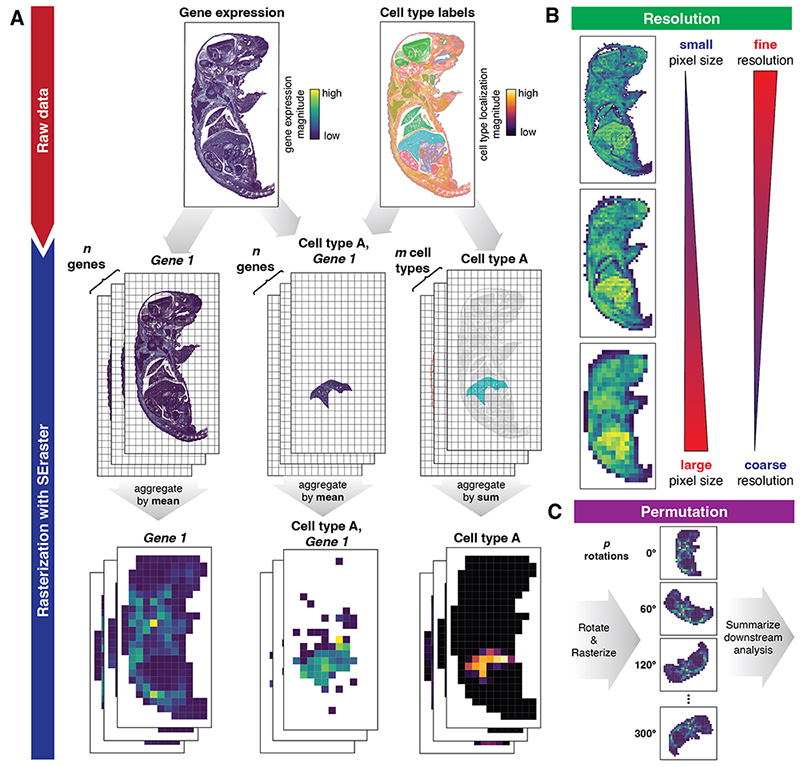 A
Raw data
Rasterization with SEraster
Gene expression
gene expression
magnitude
high
low
Cell type labels
cell type localization
magnitude
high
low
n
genes
Gene 1
n
genes
Cell type A,
Gene 1
m cell
types
Cell type A
aggregate
by mean
aggregate
by mean
aggregate
by sum
Gene 1
Cell type A,
Gene 1
Cell type A
B
Resolution
small
pixel size
fine
resolution
large
pixel size
coarse
resolution
C
Permutation
p
rotations
0°
60°
120°
...
300°
Rotate
&
Rasterize
Summarize
downstream
analysis